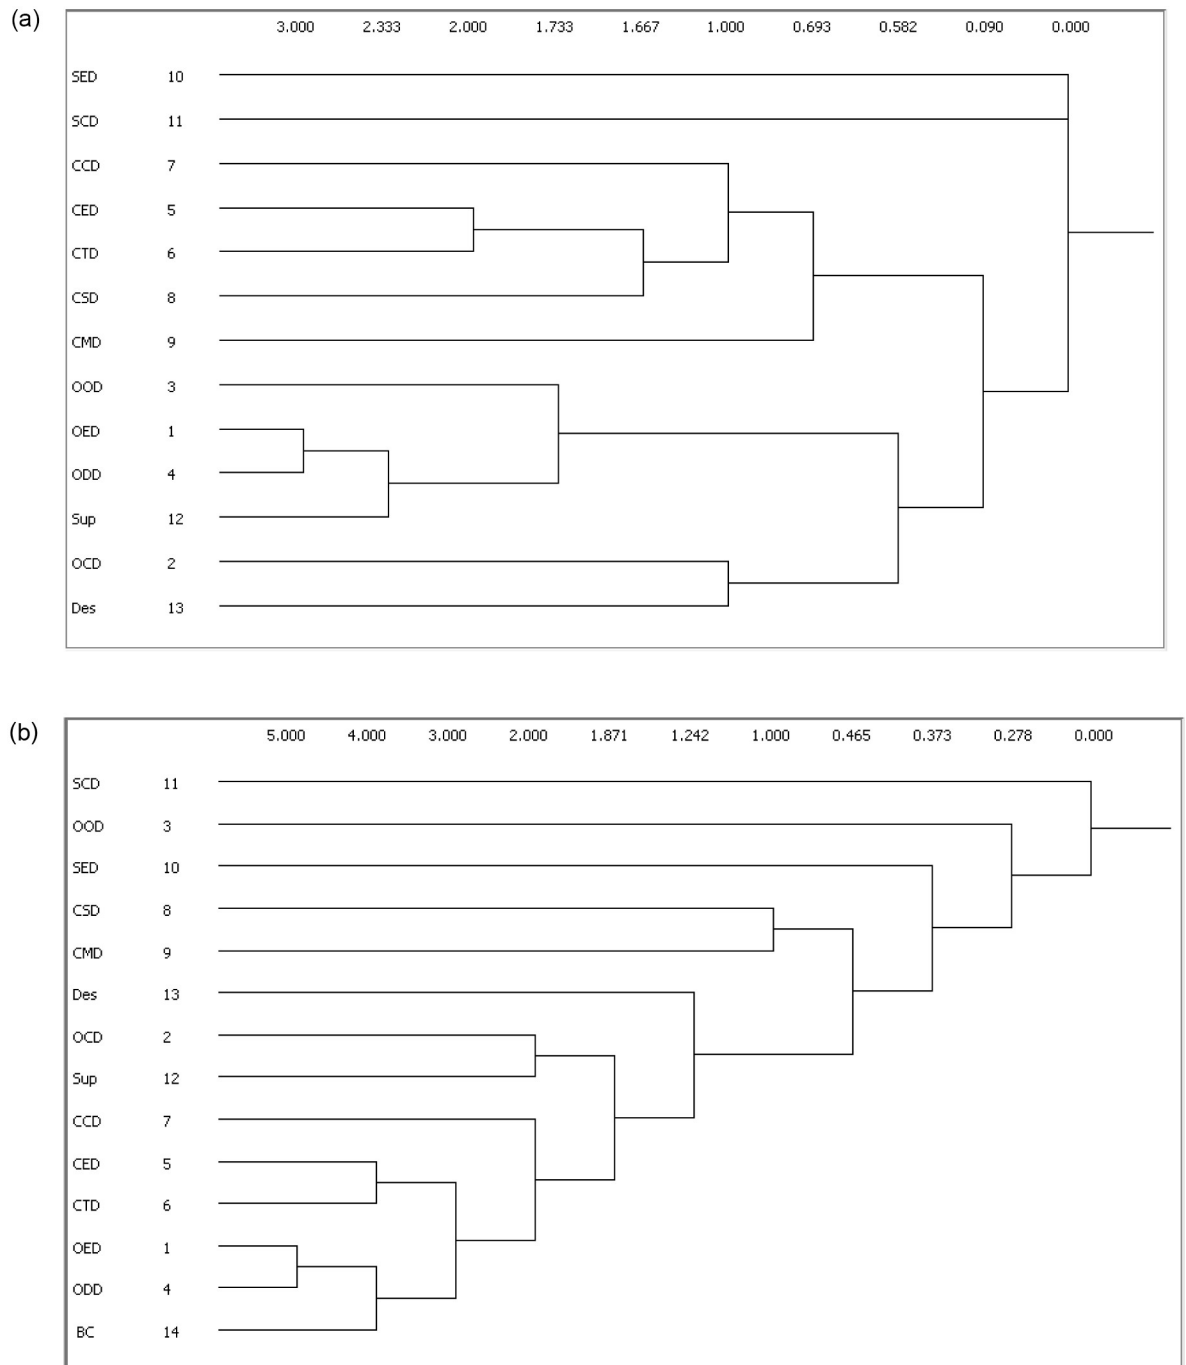 (a)
3.000 2.333 2.000 1.733 1.667 1.000 0.693 0.582 0.090 0.000
SED 10
SCD 11
CCD 7
CED 5
CTD 6
CSD 8
CMD 9
OOD 3
OED 1
ODD 4
Sup 12
OCD 2
Des 13
(b)
5.000 4.000 3.000 2.000 1.871 1.242 1.000 0.465 0.373 0.278 0.000
SCD 11
OOD 3
SED 10
CSD 8
CMD 9
Des 13
OCD 2
Sup 12
CCD 7
CED 5
CTD 6
OED 1
ODD 4
BC 14